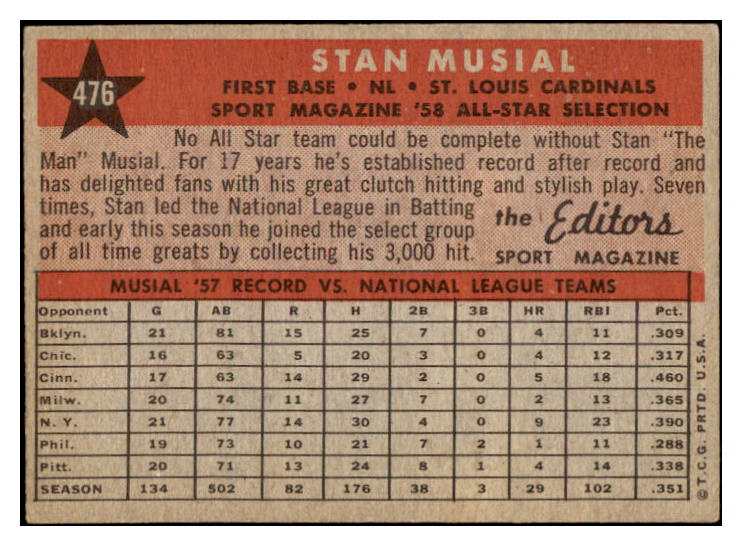 STAN MUSIAL
476
FIRST BASE • NL • ST. LOUIS CARDINALS
SPORT MAGAZINE '58 ALL-STAR SELECTION
No All Star team could be complete without Stan "The
Man" Musial. For 17 years he's established record after record and
has delighted fans with his great clutch hitting and stylish play. Seven
times, Stan led the National League in Batting
and early this season he joined the select group
of all time greats by collecting his 3,000 hit.
the Editors
SPORT MAGAZINE
MUSIAL '57 RECORD VS. NATIONAL LEAGUE TEAMS
Opponent G AB R H 2B 3B HR RBI Pct.
Bklyn. 21 81 15 25 7 0 4 11 .309
Chic. 16 63 5 20 3 0 4 12 .317
Cinn. 17 63 14 29 2 0 5 18 .460
Milw. 20 74 11 27 7 0 2 13 .365
N. Y. 21 77 14 30 4 0 9 23 .390
Phil. 19 73 10 21 7 2 1 11 .288
Pitt. 20 71 13 24 8 1 4 14 .338
SEASON 134 502 82 176 38 3 29 102 .351
© T.C.G. PRTD. U.S.A.